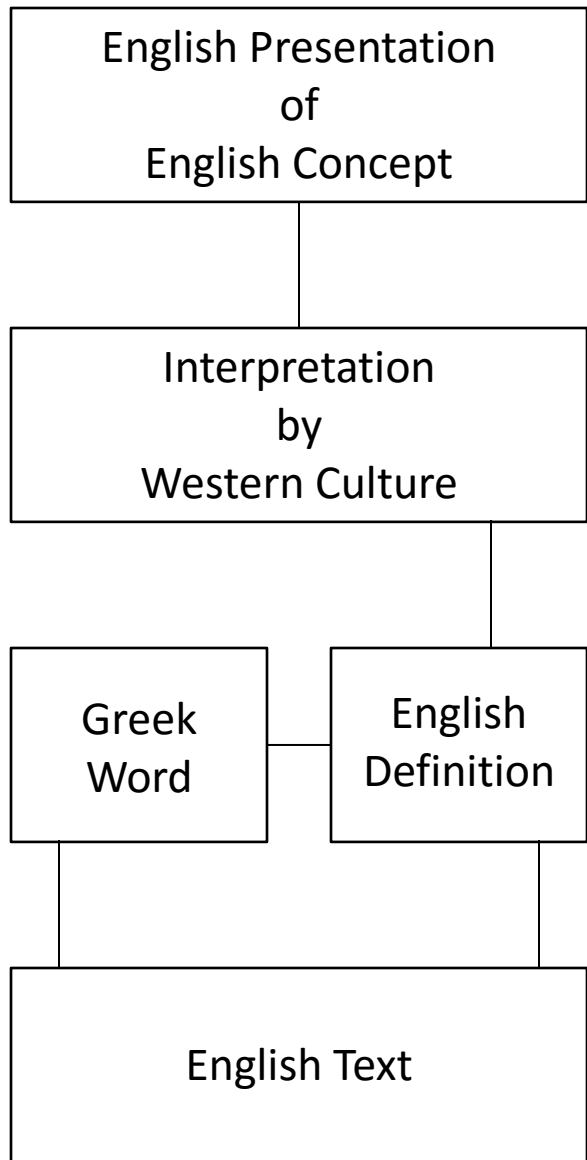 English Presentation
of
English Concept
Interpretation
by
Western Culture
Greek
Word
English
Definition
English Text